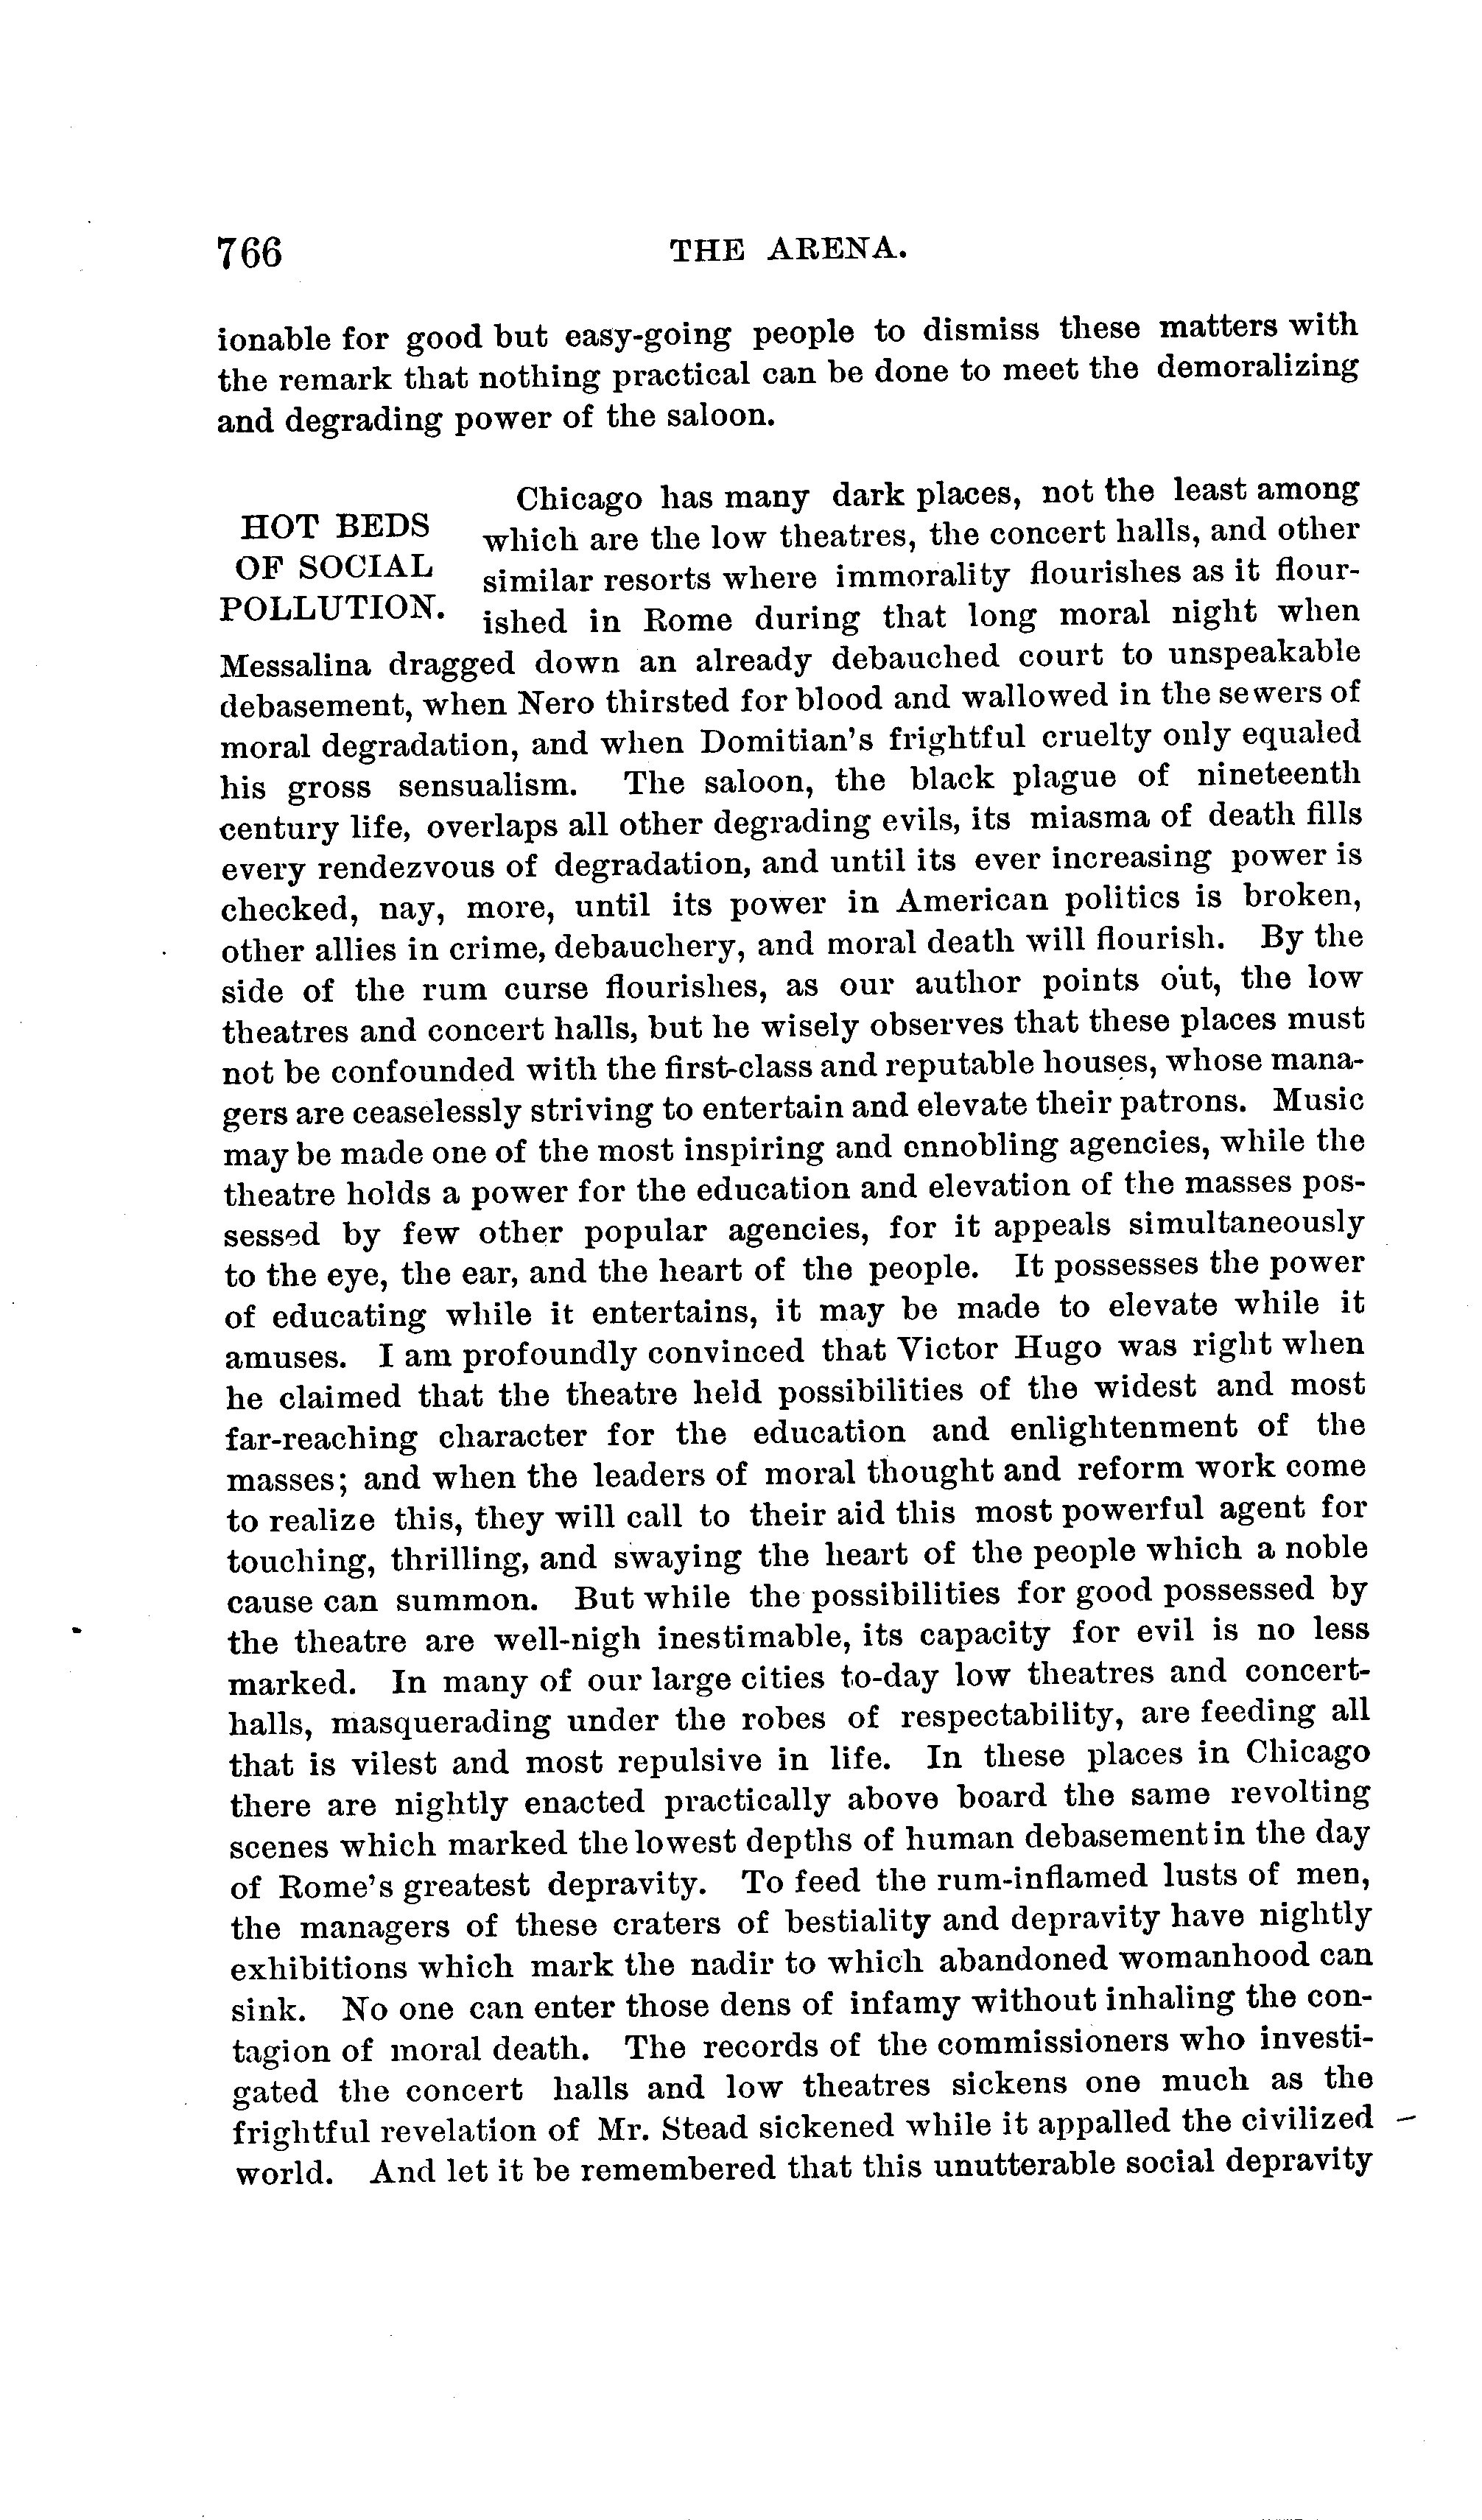 766 THE ARENA.
ionable for good but easy-going people to dismiss these matters with
the remark that nothing practical can be done to meet the demoralizing
and degrading power of the saloon.
HOT BEDS
OF SOCIAL
POLLUTION.
Chicago has many dark places, not the least among
which are the low theatres, the concert halls, and other
similar resorts where immorality flourishes as it flour-
ished in Rome during that long moral night when
Messalina dragged down an already debauched court to unspeakable
debasement, when Nero thirsted for blood and wallowed in the sewers of
moral degradation, and when Domitian's frightful cruelty only equaled
his gross sensualism. The saloon, the black plague of nineteenth
century life, overlaps all other degrading evils, its miasma of death fills
every rendezvous of degradation, and until its ever increasing power is
checked, nay, more, until its power in American politics is broken,
other allies in crime, debauchery, and moral death will flourish. By the
side of the rum curse flourishes, as our author points out, the low
theatres and concert halls, but he wisely observes that these places must
not be confounded with the first-class and reputable houses, whose mana-
gers are ceaselessly striving to entertain and elevate their patrons. Music
may be made one of the most inspiring and ennobling agencies, while the
theatre holds a power for the education and elevation of the masses pos-
sessed by few other popular agencies, for it appeals simultaneously
to the eye, the ear, and the heart of the people. It possesses the power
of educating while it entertains, it may be made to elevate while it
amuses. I am profoundly convinced that Victor Hugo was right when
he claimed that the theatre held possibilities of the widest and most
far-reaching character for the education and enlightenment of the
masses; and when the leaders of moral thought and reform work come
to realize this, they will call to their aid this most powerful agent for
touching, thrilling, and swaying the heart of the people which a noble
cause can summon. But while the possibilities for good possessed by
the theatre are well-nigh inestimable, its capacity for evil is no less
marked. In many of our large cities to-day low theatres and concert-
halls, masquerading under the robes of respectability, are feeding all
that is vilest and most repulsive in life. In these places in Chicago
there are nightly enacted practically above board the same revolting
scenes which marked the lowest depths of human debasement in the day
of Rome's greatest depravity. To feed the rum-inflamed lusts of men,
the managers of these craters of bestiality and depravity have nightly
exhibitions which mark the nadir to which abandoned womanhood can
sink. No one can enter those dens of infamy without inhaling the con-
tagion of moral death. The records of the commissioners who investi-
gated the concert halls and low theatres sickens one much as the
frightful revelation of Mr. Stead sickened while it appalled the civilized
world. And let it be remembered that this unutterable social depravity